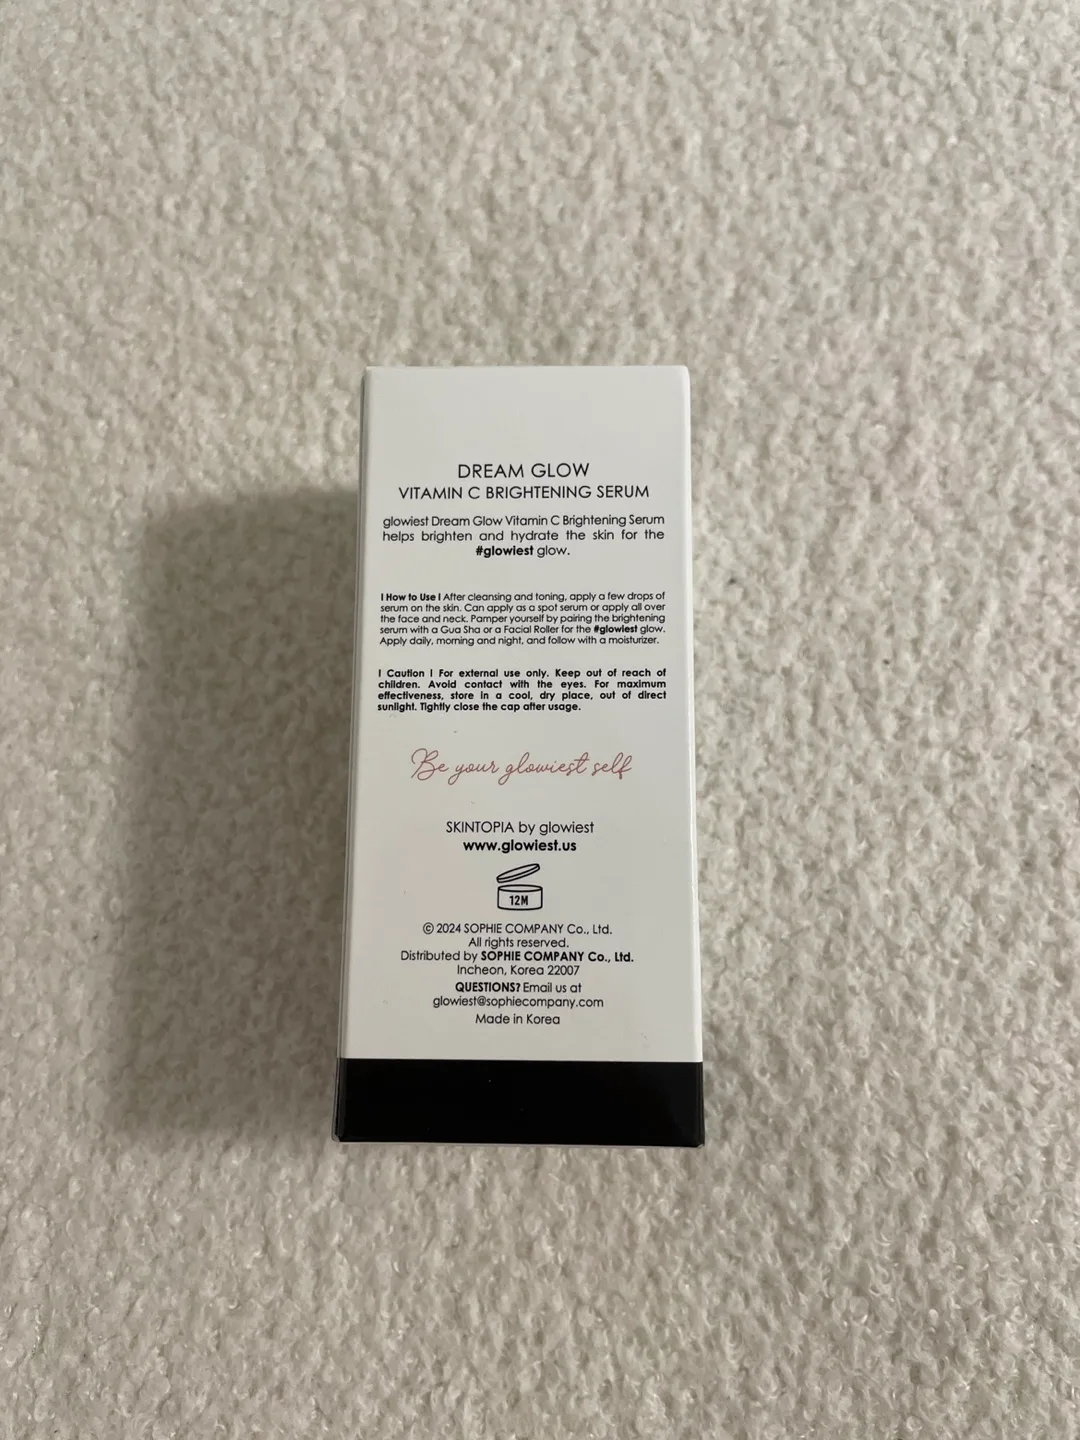 DREAM GLOW
VITAMIN C BRIGHTENING SERUM
glowiest Dream Glow Vitamin C Brightening Serum
helps brighten and hydrate the skin for the
#glowiest glow.
I How to Use I After cleansing and toning, apply a few drops of
serum on the skin. Can apply as a spot serum or apply all over
the face and neck. Pamper yourself by pairing the brightening
serum with a Gua Sha or a Facial Roller for the #glowiest glow.
Apply daily, morning and night, and follow with a moisturizer.
I Caution I For external use only. Keep out of reach of
children. Avoid contact with the eyes. For maximum
effectiveness, store in a cool, dry place, out of direct
sunlight. Tightly close the cap after usage.
Be your glowiest self
SKINTOPIA by glowiest
www.glowiest.us
12M
© 2024 SOPHIE COMPANY Co., Ltd.
All rights reserved.
Distributed by SOPHIE COMPANY Co., Ltd.
Incheon, Korea 22007
QUESTIONS? Email us at
glowiest@sophiecompany.com
Made in Korea